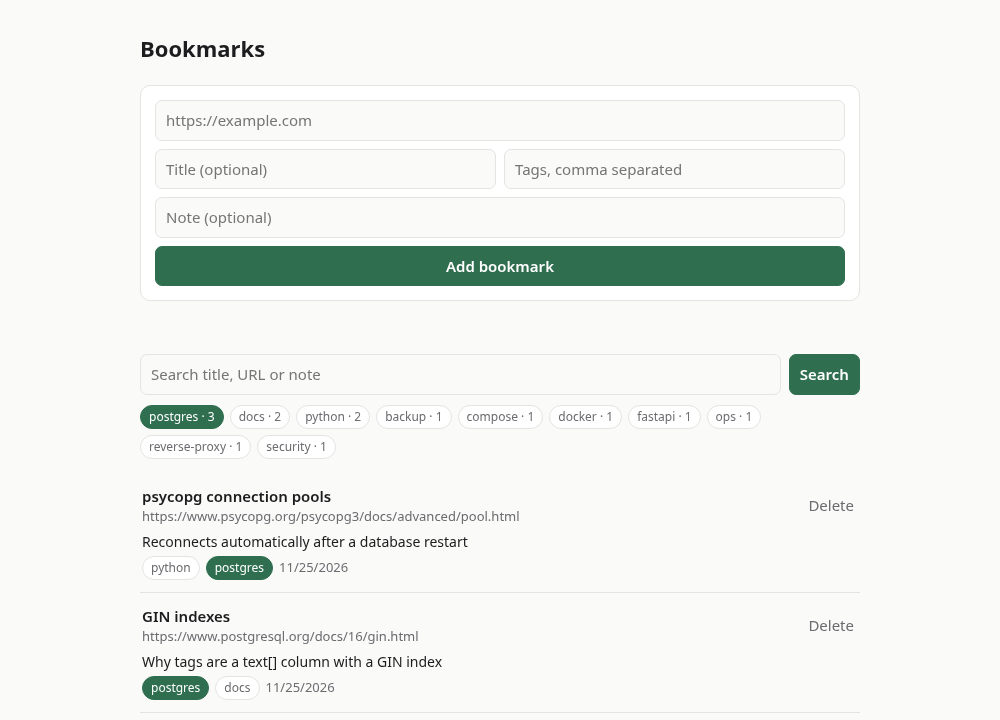 Bookmarks
https://example.com
Title (optional) Tags, comma separated
Note (optional)
Add bookmark
Search title, URL or note Search
postgres · 3 docs · 2 python · 2 backup · 1 compose · 1 docker · 1 fastapi · 1 ops · 1
reverse-proxy · 1 security · 1
psycopg connection pools Delete
https://www.psycopg.org/psycopg3/docs/advanced/pool.html
Reconnects automatically after a database restart
python postgres 11/25/2026
GIN indexes Delete
https://www.postgresql.org/docs/16/gin.html
Why tags are a text[] column with a GIN index
postgres docs 11/25/2026